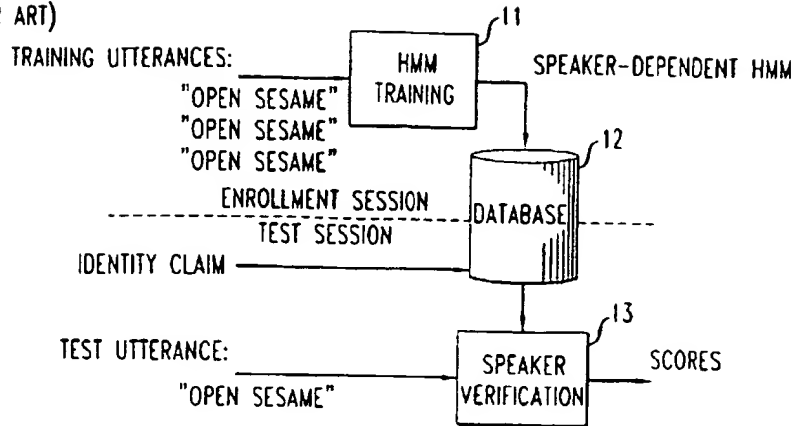 ART)
11
TRAINING UTTERANCES:
HMM
TRAINING
SPEAKER-DEPENDENT HMM
"OPEN SESAME"
"OPEN SESAME"
"OPEN SESAME"
12
ENROLLMENT SESSION
DATABASE
TEST SESSION
IDENTITY CLAIM
13
TEST UTTERANCE:
SPEAKER
VERIFICATION
SCORES
"OPEN SESAME"